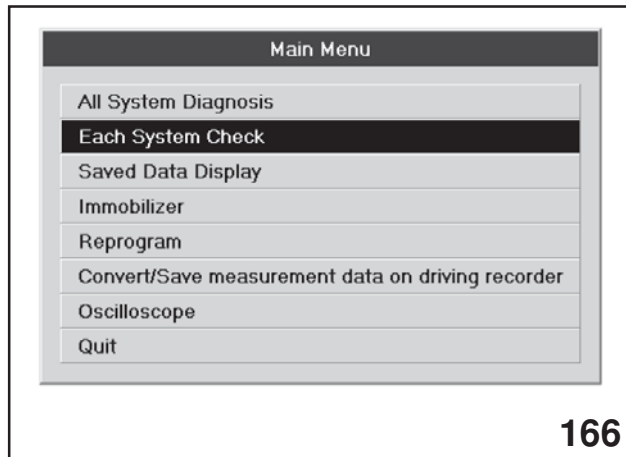 Main Menu
All System Diagnosis
Each System Check
Saved Data Display
Immobilizer
Reprogram
Convert/Save measurement data on driving recorder
Oscilloscope
Quit
166